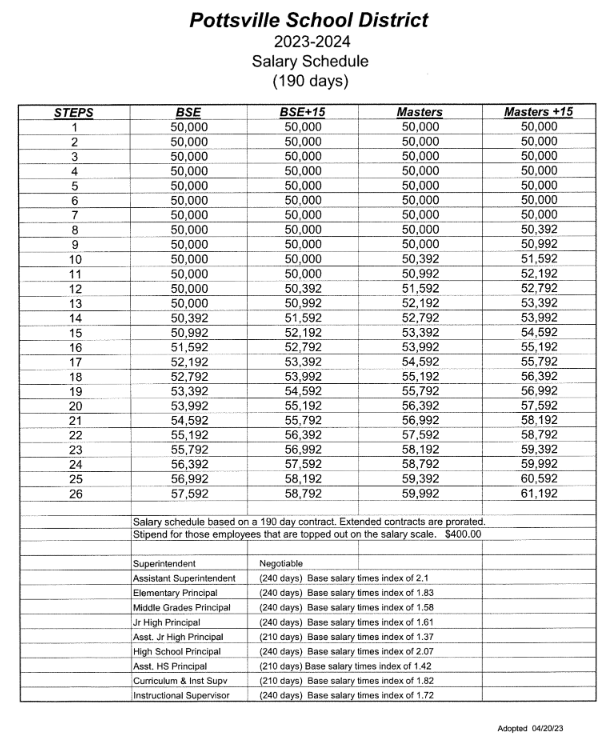 Pottsville School District
2023-2024
Salary Schedule
(190 days)
STEPS BSE BSE+15 Masters Masters +15
1 50,000 50,000 50,000 50,000
2 50,000 50,000 50,000 50,000
3 50,000 50,000 50,000 50,000
4 50,000 50,000 50,000 50,000
5 50,000 50,000 50,000 50,000
6 50,000 50,000 50,000 50,000
7 50,000 50,000 50,000 50,000
8 50,000 50,000 50,000 50,392
9 50,000 50,000 50,000 50,992
10 50,000 50,000 50,392 51,592
11 50,000 50,000 50,992 52,192
12 50,000 50,392 51,592 52,792
13 50,000 50,992 52,192 53,392
14 50,392 51,592 52,792 53,992
15 50,992 52,192 53,392 54,592
16 51,592 52,792 53,992 55,192
17 52,192 53,392 54,592 55,792
18 52,792 53,992 55,192 56,392
19 53,392 54,592 55,792 56,992
20 53,992 55,192 56,392 57,592
21 54,592 55,792 56,992 58,192
22 55,192 56,392 57,592 58,792
23 55,792 56,992 58,192 59,392
24 56,392 57,592 58,792 59,992
25 56,992 58,192 59,392 60,592
26 57,592 58,792 59,992 61,192
Salary schedule based on a 190 day contract. Extended contracts are prorated.
Stipend for those employees that are topped out on the salary scale. $400.00
Superintendent Negotiable
Assistant Superintendent (240 days) Base salary times index of 2.1
Elementary Principal (240 days) Base salary times index of 1.83
Middle Grades Principal (240 days) Base salary times index of 1.58
Jr High Principal (240 days) Base salary times index of 1.61
Asst. Jr High Principal (210 days) Base salary times index of 1.37
High School Principal (240 days) Base salary times index of 2.07
Asst. HS Principal (210 days) Base salary times index of 1.42
Curriculum & Inst Supv (210 days) Base salary times index of 1.82
Instructional Supervisor (240 days) Base salary times index of 1.72
Adopted 04/20/23